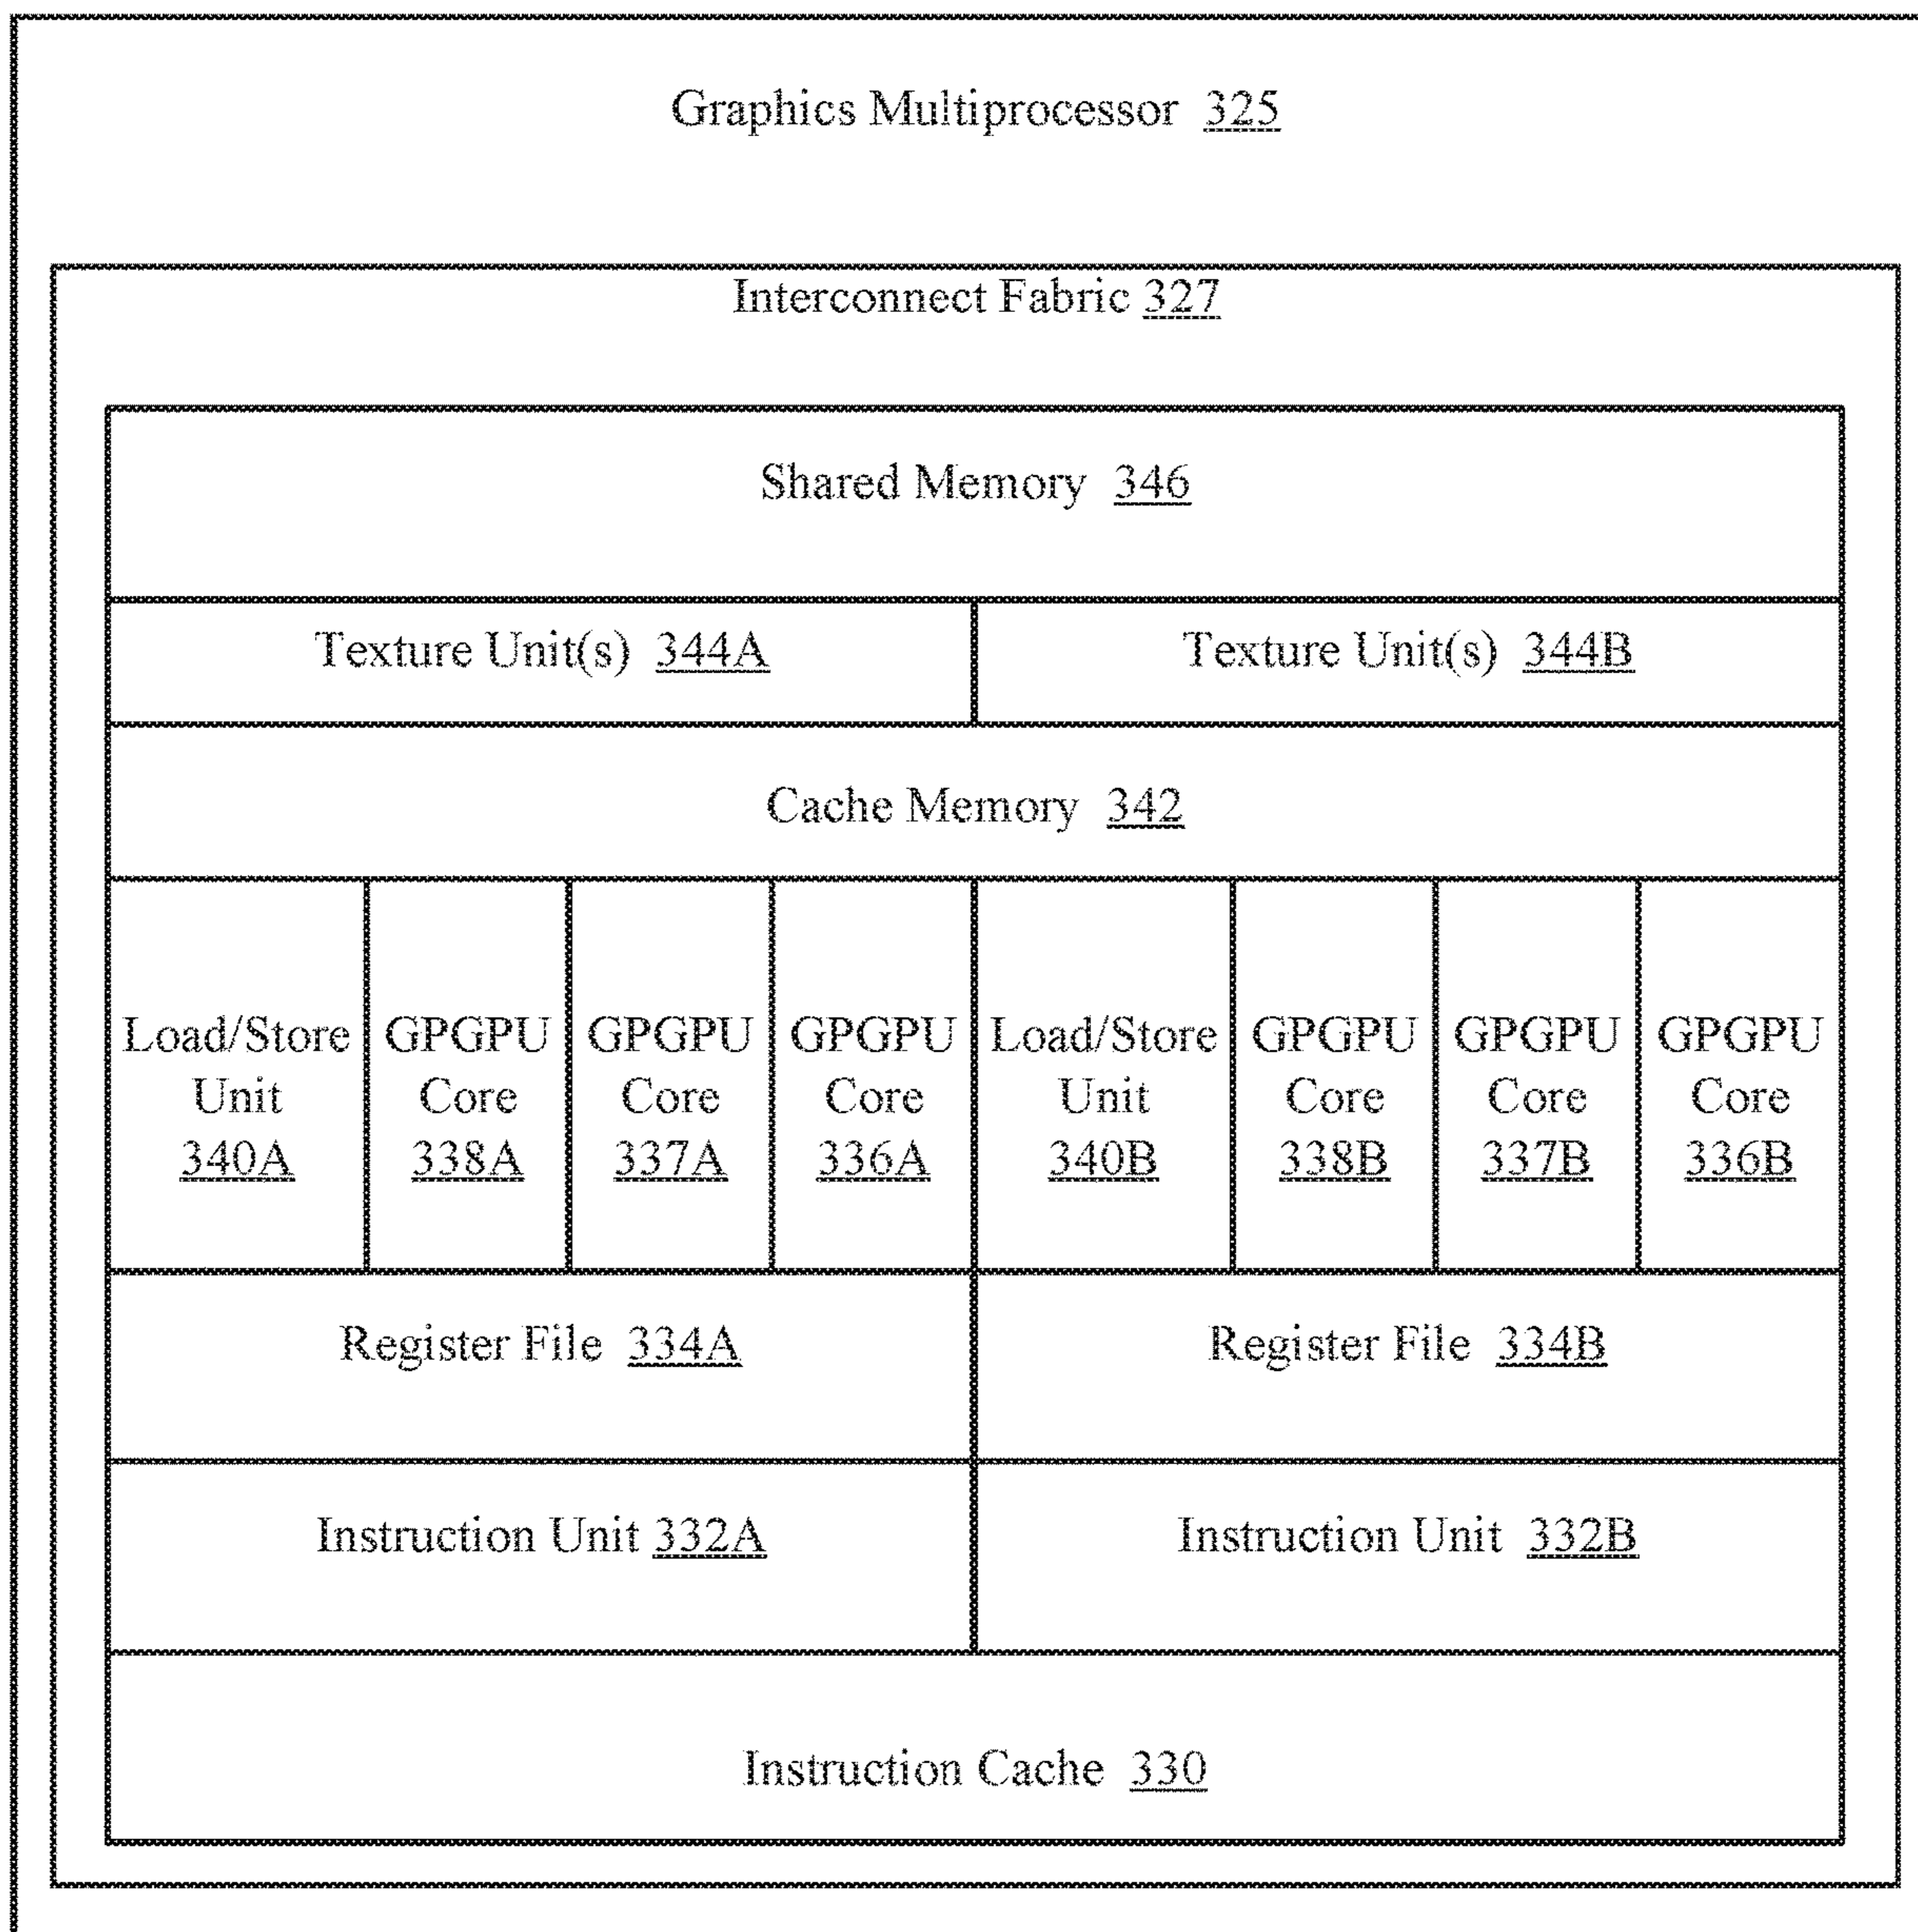 Graphics Multiprocessor 325
Interconnect Fabric 327
Shared Memory 346
Texture Unit(s) 344A
Texture Unit(s) 344B
Cache Memory 342
Load/Store
Unit
340A
GPGPU
Core
338A
GPGPU
Core
337A
GPGPU
Core
336A
Load/Store
Unit
340B
GPGPU
Core
338B
GPGPU
Core
337B
GPGPU
Core
336B
Register File 334A
Register File 334B
Instruction Unit 332A
Instruction Unit 332B
Instruction Cache 330